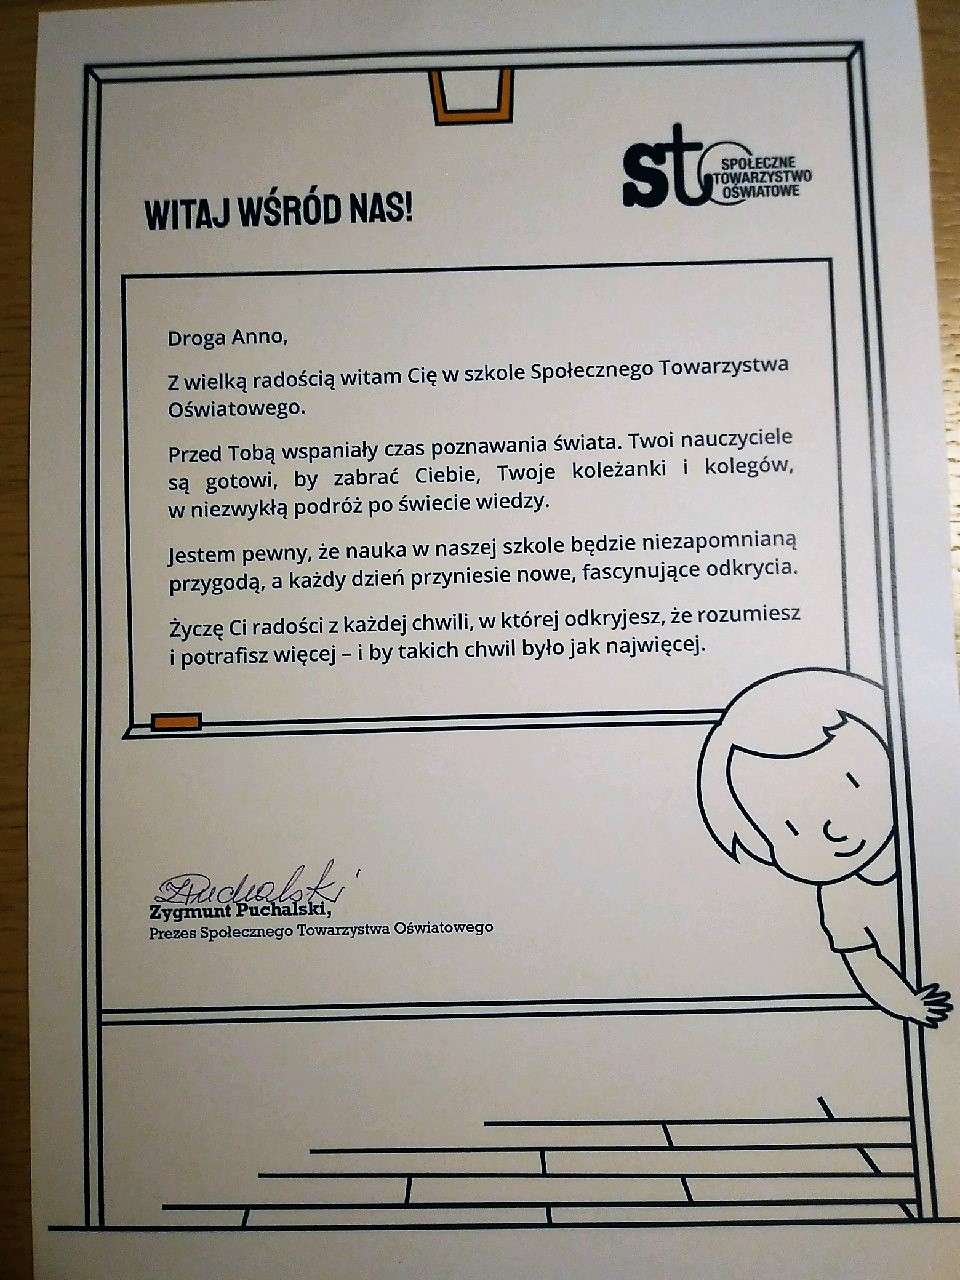 WITAJ WŚRÓD NAS!
sto
SPOŁECZNE
TOWARZYSTWO
OŚWIATOWE
Droga Anno,
Z wielką radością witam Cię w szkole Społecznego Towarzystwa
Oświatowego.
Przed Tobą wspaniały czas poznawania świata. Twoi nauczyciele
są gotowi, by zabrać Ciebie, Twoje koleżanki i kolegów,
w niezwykłą podróż po świecie wiedzy.
Jestem pewny, że nauka w naszej szkole będzie niezapomnianą
przygodą, a każdy dzień przyniesie nowe, fascynujące odkrycia.
Życzę Ci radości z każdej chwili, w której odkryjesz, że rozumiesz
i potrafisz więcej – i by takich chwil było jak najwięcej.
ZPuchalski
Zygmunt Puchalski,
Prezes Społecznego Towarzystwa Oświatowego